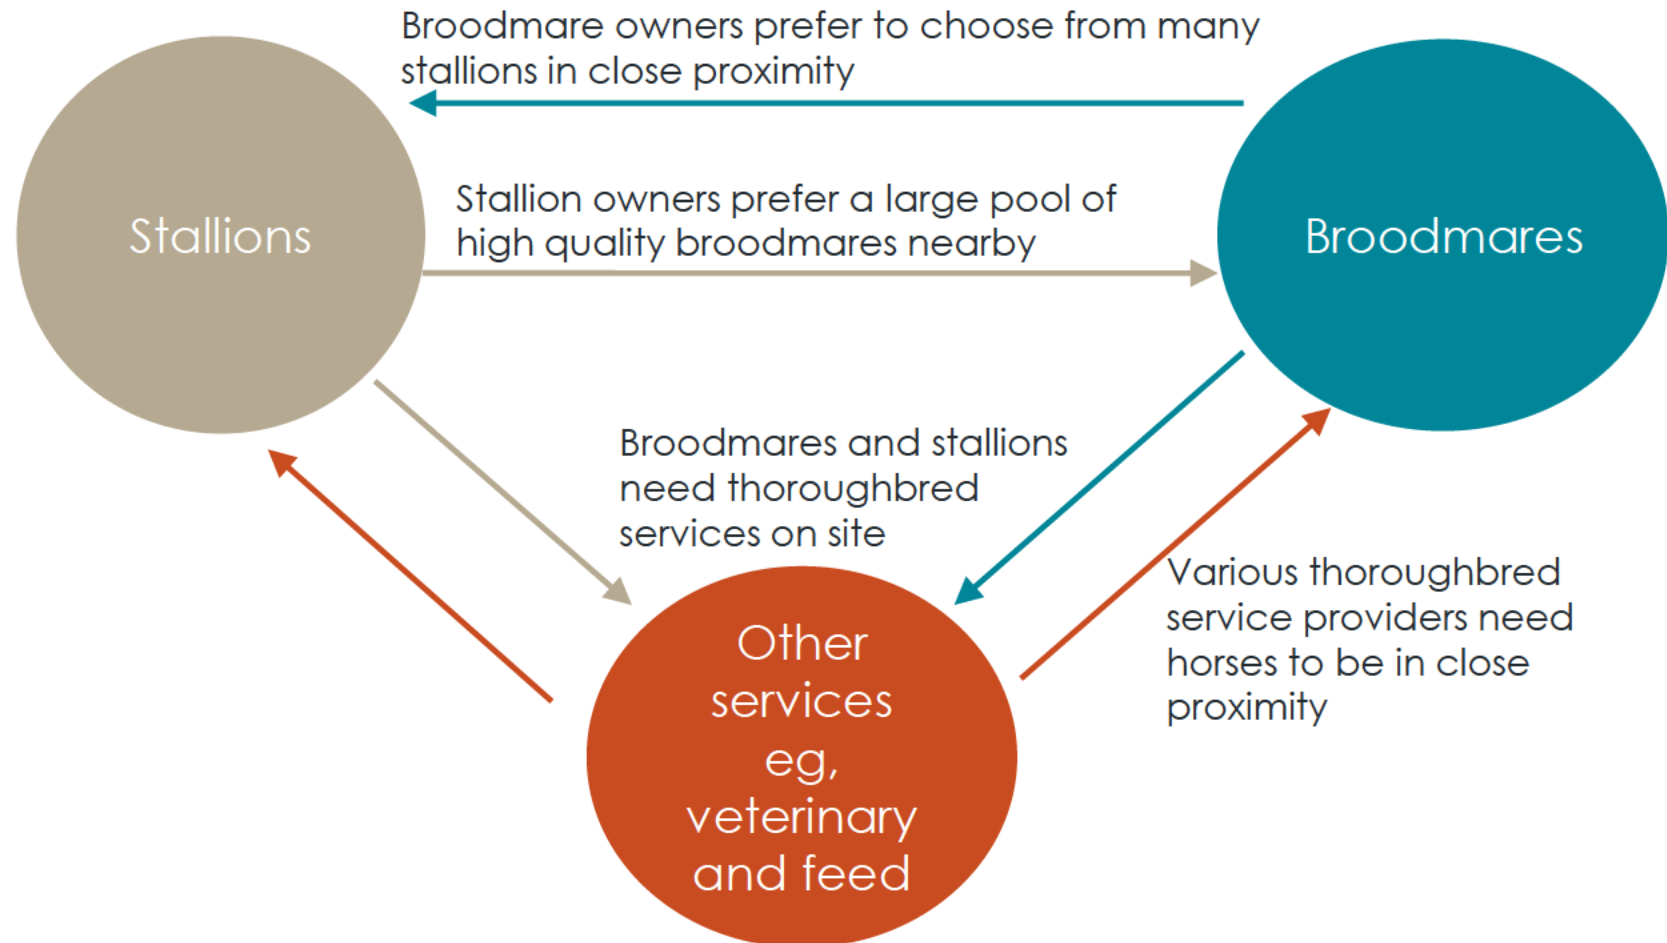 Broodmare owners prefer to choose from many
stallions in close proximity
Stallions
Stallion owners prefer a large pool of
high quality broodmares nearby
Broodmares
Broodmares and stallions
need thoroughbred
services on site
Various thoroughbred
service providers need
horses to be in close
proximity
Other
services
eg,
veterinary
and feed